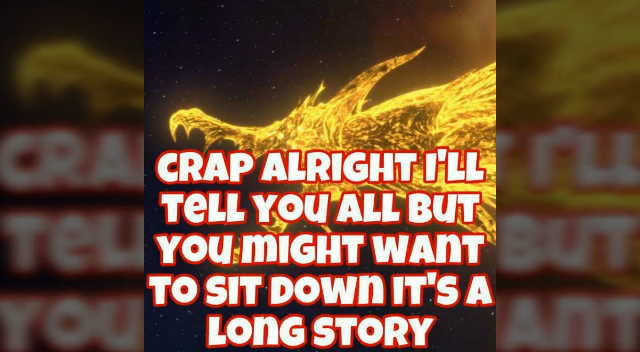 CRAP ALRIGHT I'LL
TELL YOU ALL BUT
YOU MIGHT WANT
TO SIT DOWN IT'S A
LONG STORY